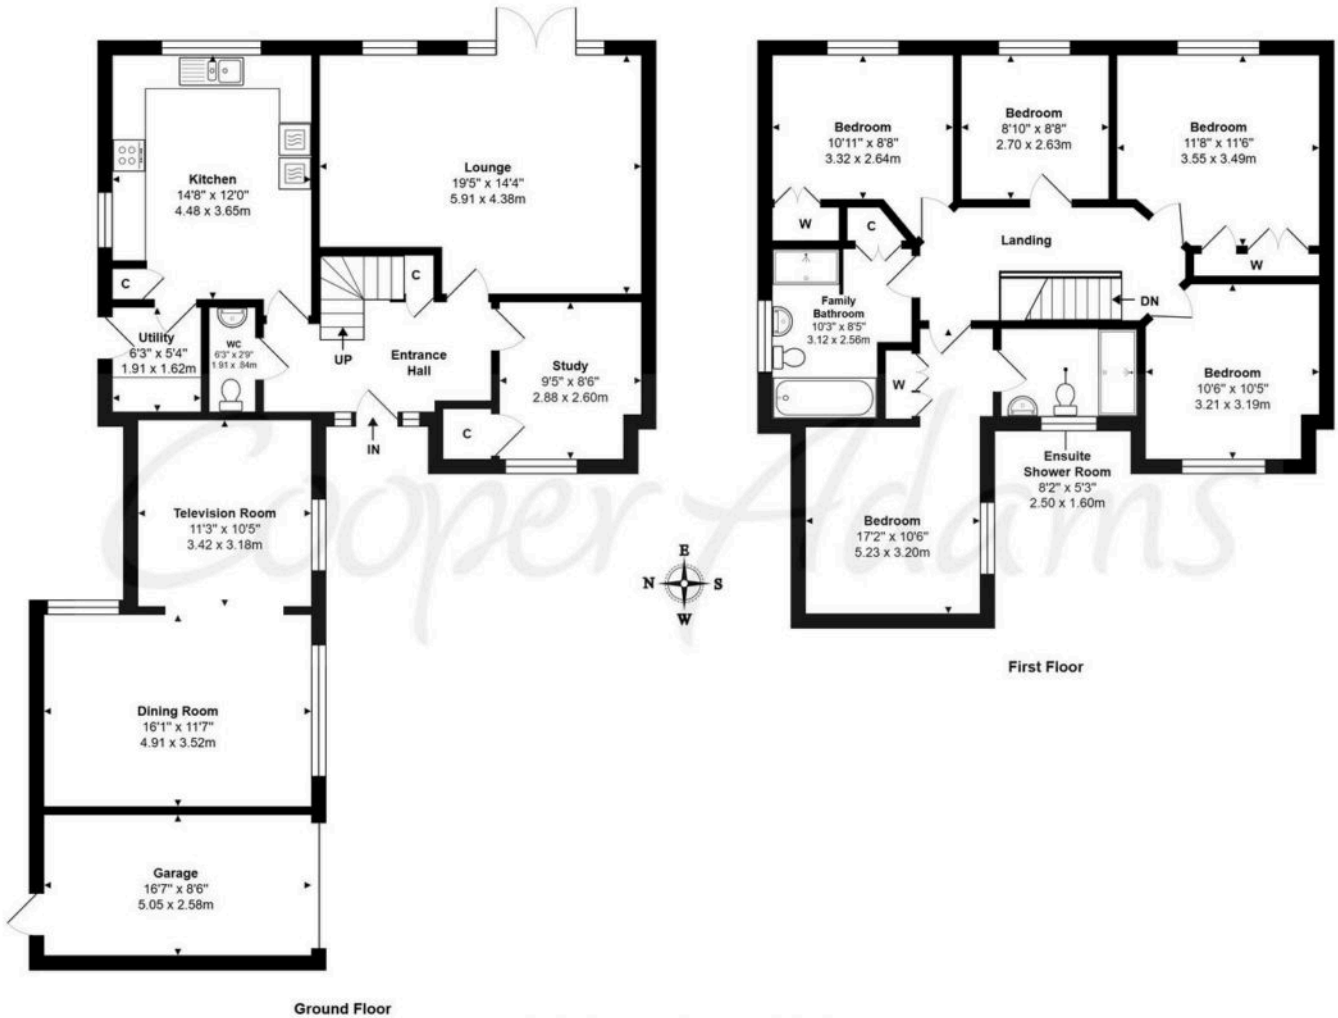 Kitchen
14'8" x 12'0"
4.48 x 3.65m
Lounge
19'5" x 14'4"
5.91 x 4.38m
C
C
Utility
6'3" x 5'4"
1.91 x 1.62m
WC
6'3" x 2'9"
1.91 x .84m
UP
Entrance
Hall
Study
9'5" x 8'6"
2.88 x 2.60m
C
IN
Television Room
11'3" x 10'5"
3.42 x 3.18m
Dining Room
16'1" x 11'7"
4.91 x 3.52m
Garage
16'7" x 8'6"
5.05 x 2.58m
Ground Floor
Cooper Adams
E
N
S
W
Bedroom
10'11" x 8'8"
3.32 x 2.64m
Bedroom
8'10" x 8'8"
2.70 x 2.63m
Bedroom
11'8" x 11'6"
3.55 x 3.49m
W
C
Landing
W
DN
Family
Bathroom
10'3" x 8'5"
3.12 x 2.56m
W
Bedroom
10'6" x 10'5"
3.21 x 3.19m
Ensuite
Shower Room
8'2" x 5'3"
2.50 x 1.60m
Bedroom
17'2" x 10'6"
5.23 x 3.20m
First Floor